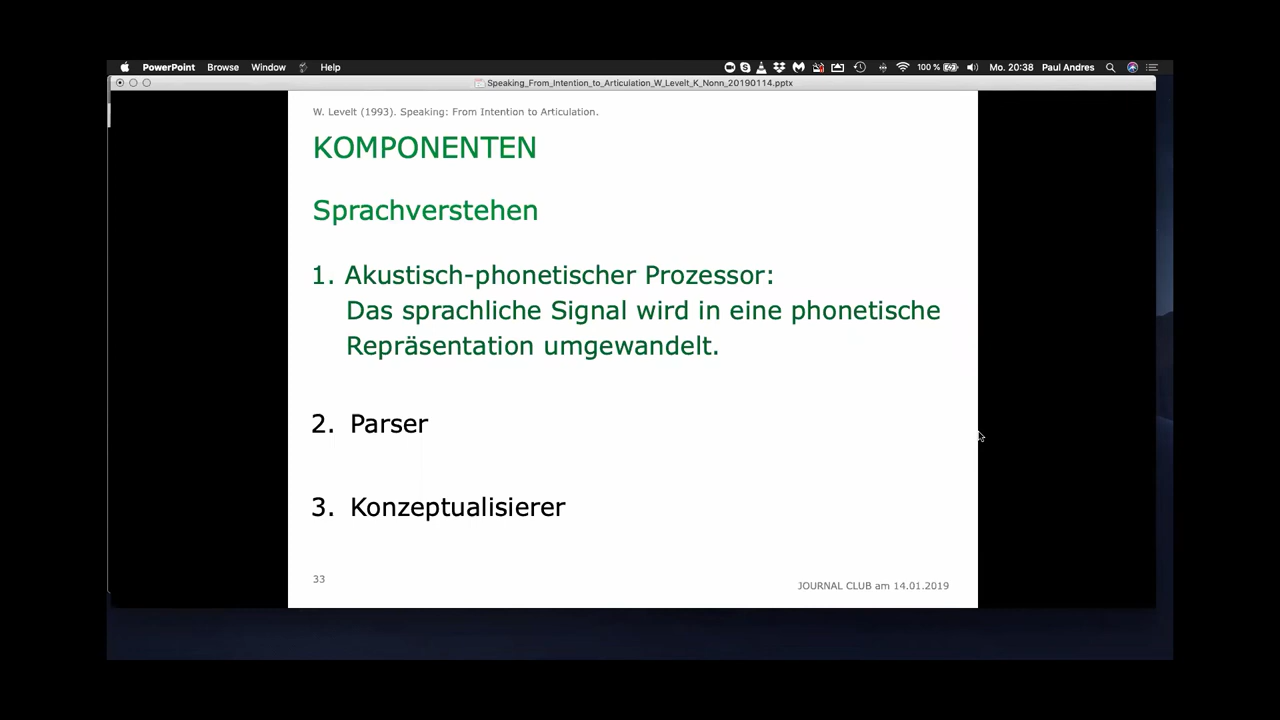 PowerPoint Browse Window Help 100 % Mo. 20:38 Paul Andres
Speaking_From_Intention_to_Articulation_W_Levelt_K_Nonn_20190114.pptx
W. Levelt (1993). Speaking: From Intention to Articulation.
KOMPONENTEN
Sprachverstehen
1. Akustisch-phonetischer Prozessor:
Das sprachliche Signal wird in eine phonetische
Repräsentation umgewandelt.
2. Parser
3. Konzeptualisierer
33
JOURNAL CLUB am 14.01.2019